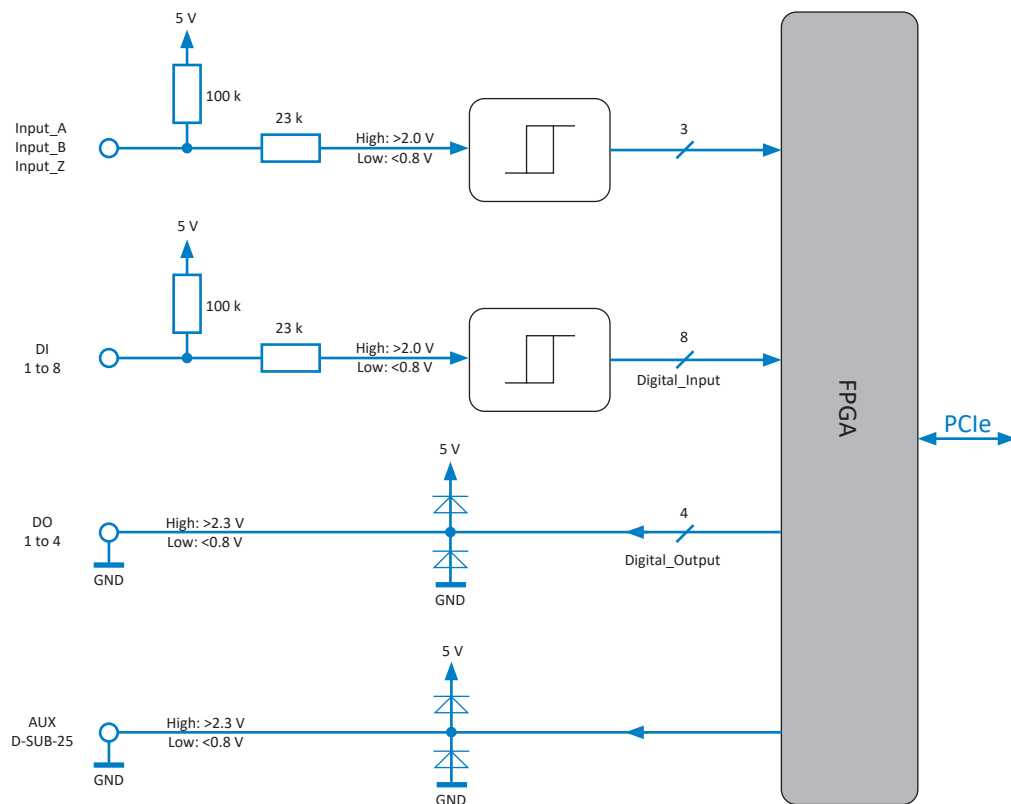 5 V
100 k
23 k
Input_A
Input_B
Input_Z
High: >2.0 V
Low: <0.8 V
3
5 V
100 k
23 k
DI
1 to 8
High: >2.0 V
Low: <0.8 V
8
Digital_Input
FPGA
PCIe
5 V
DO
1 to 4
High: >2.3 V
Low: <0.8 V
4
Digital_Output
GND
GND
5 V
AUX
D-SUB-25
High: >2.3 V
Low: <0.8 V
GND
GND